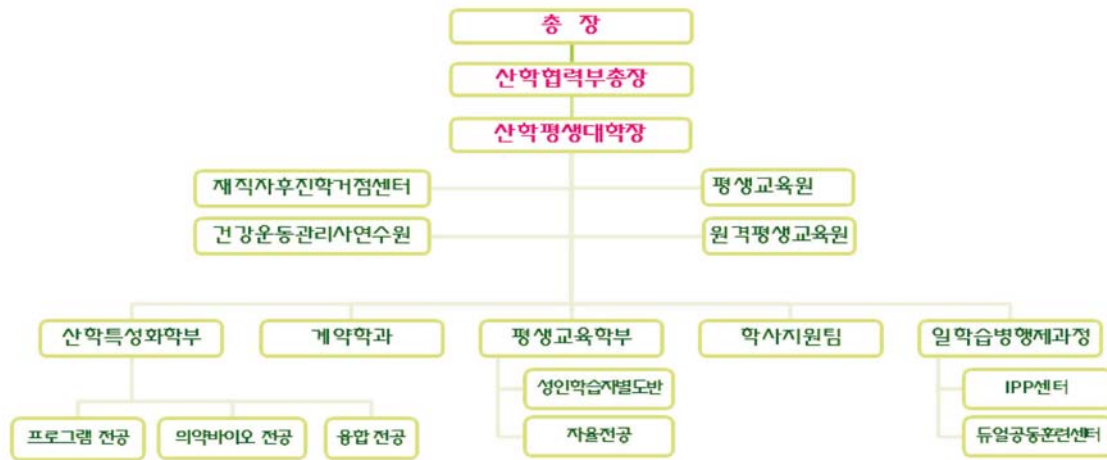 총 장
산학협력부총장
산학평생대학장
재직자후진학거점센터
평생교육원
건강운동관리사연수원
원격평생교육원
산학특성화학부
계약학과
평생교육학부
학사지원팀
일학습병행제과정
성인학습자별도반
IPP센터
프로그램 전공
의약바이오 전공
융합 전공
자율전공
듀얼공동훈련센터